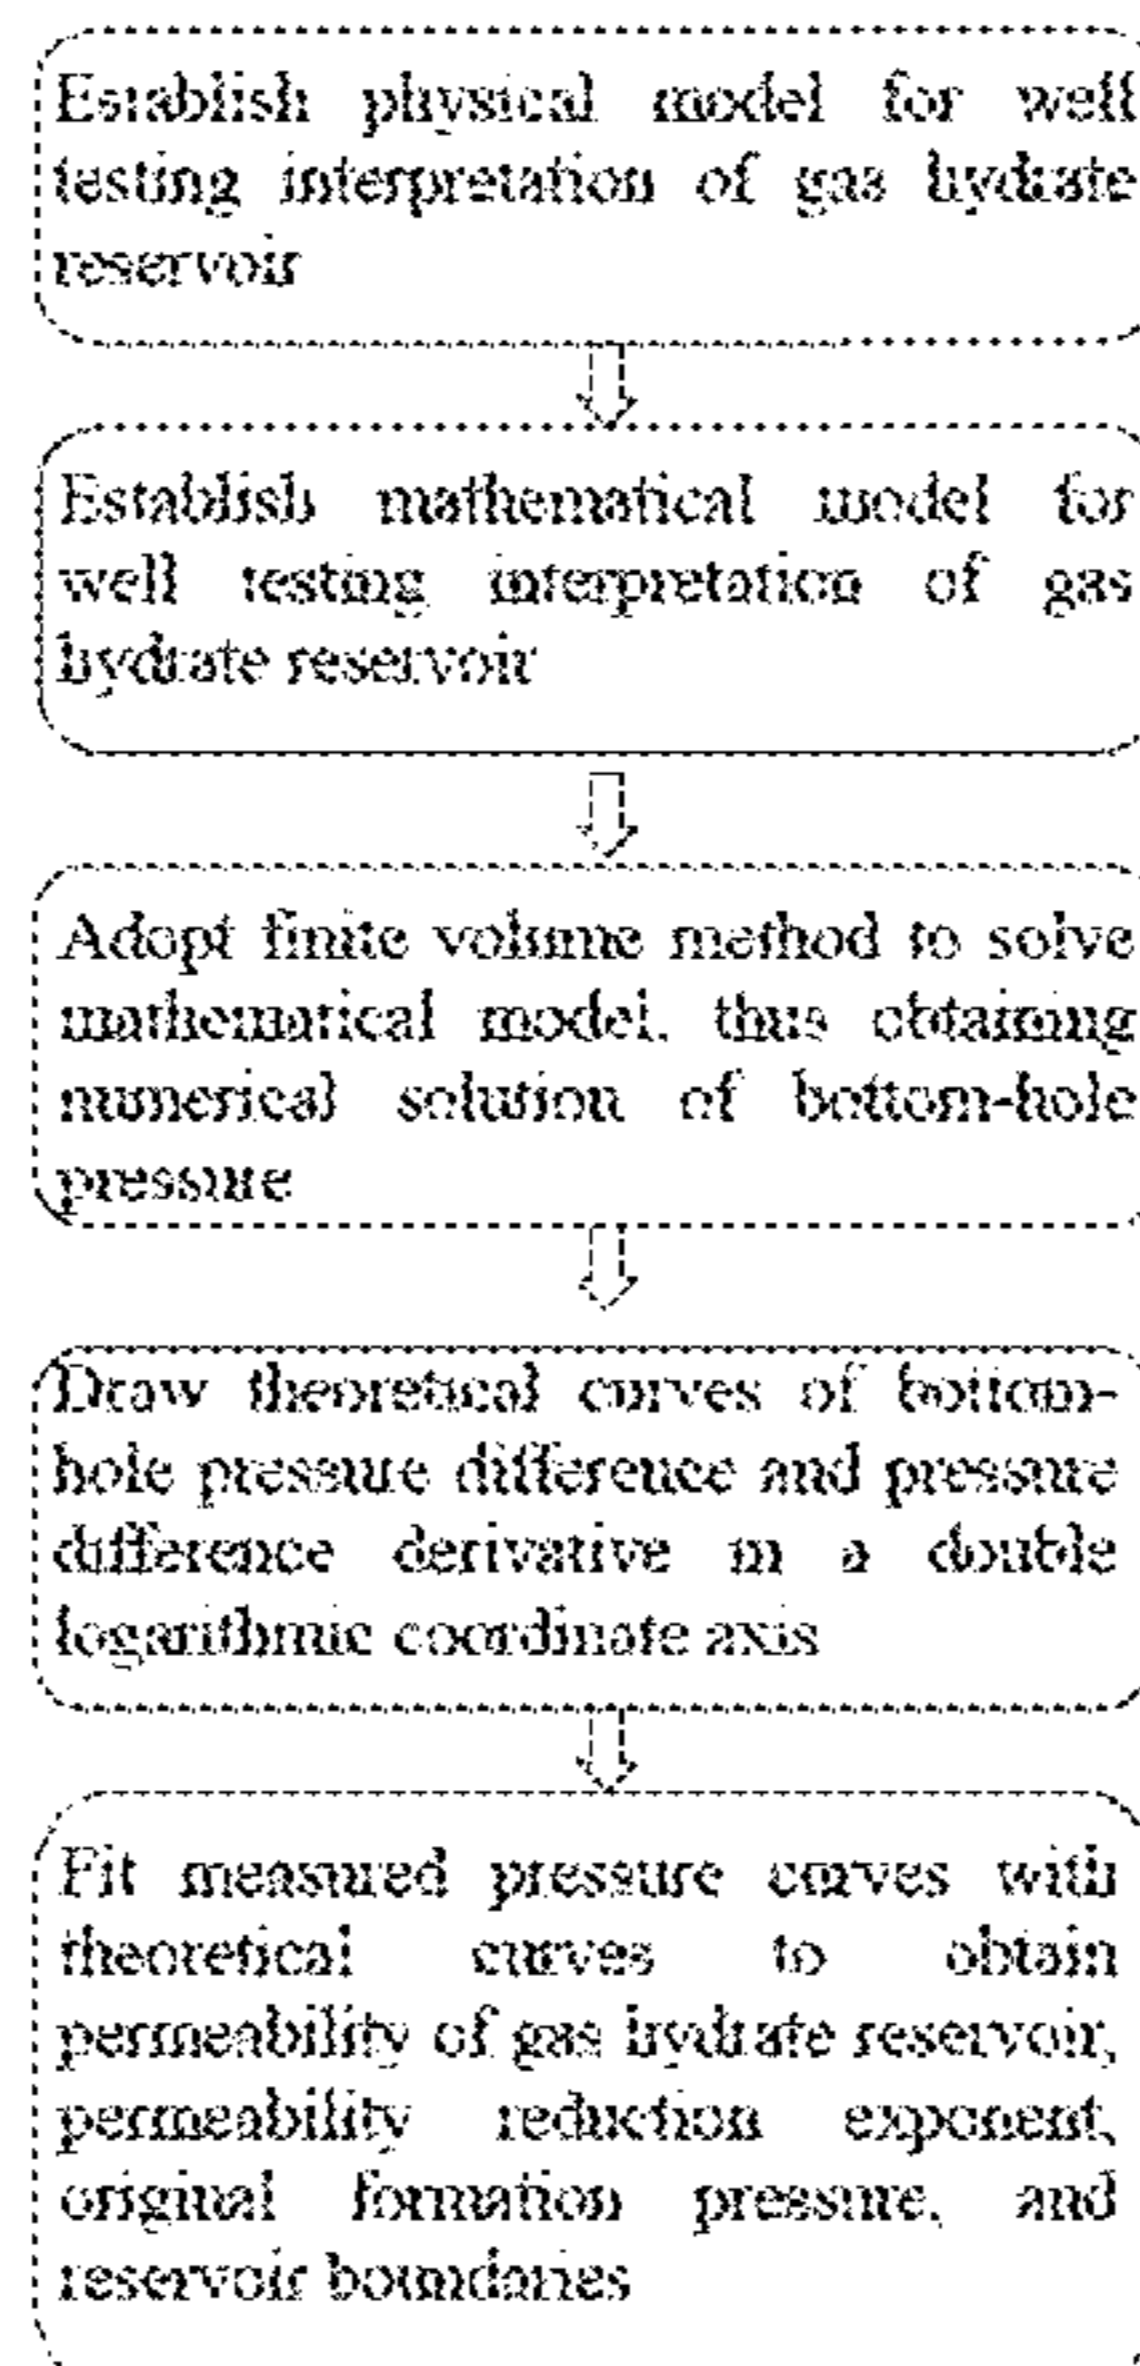 Establish physical model for well
testing interpretation of gas hydrate
reservoir
Establish mathematical model for
well testing interpretation of gas
hydrate reservoir
Adopt finite volume method to solve
mathematical model, thus obtaining
numerical solution of bottom-hole
pressure
Draw theoretical curves of bottom-
hole pressure difference and pressure
difference derivative in a double
logarithmic coordinate axis
Fit measured pressure curves with
theoretical curves to obtain
permeability of gas hydrate reservoir,
permeability reduction exponent,
original formation pressure, and
reservoir boundaries